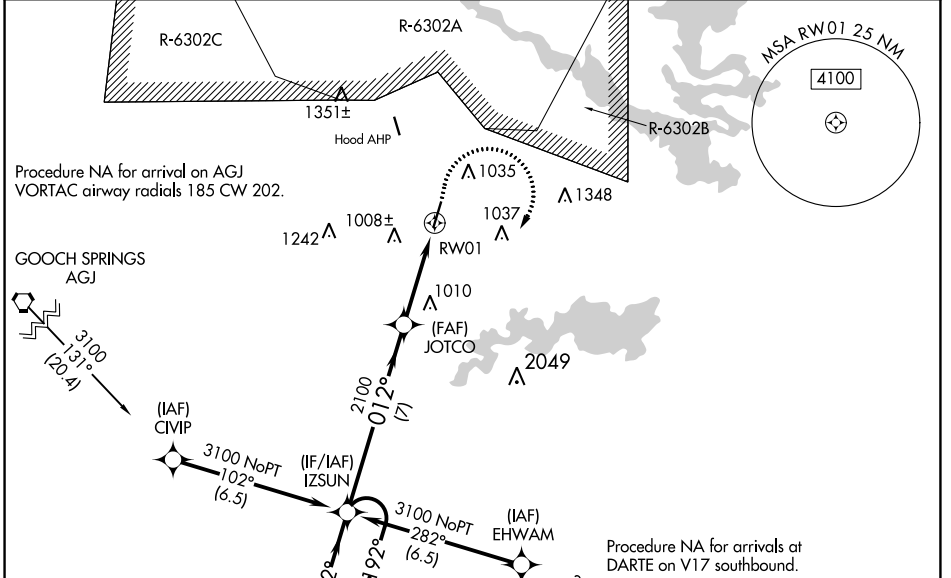 R-6302C
R-6302A
MSA RW01 25 NM
4100
1351±
R-6302B
Hood AHP
Procedure NA for arrival on AGJ
VORTAC airway radials 185 CW 202.
1035
1348
1008±
1037
1242
RW01
GOOCH SPRINGS
AGJ
1010
(FAF)
JOTCO
3100
131°
(20.4)
2049
2100
012°
(7)
(IAF)
CIVIP
3100 NoPT
102°
(6.5)
(IF/IAF)
IZSUN
3100 NoPT
282°
(6.5)
(IAF)
EHWAM
Procedure NA for arrivals at
DARTE on V17 southbound.